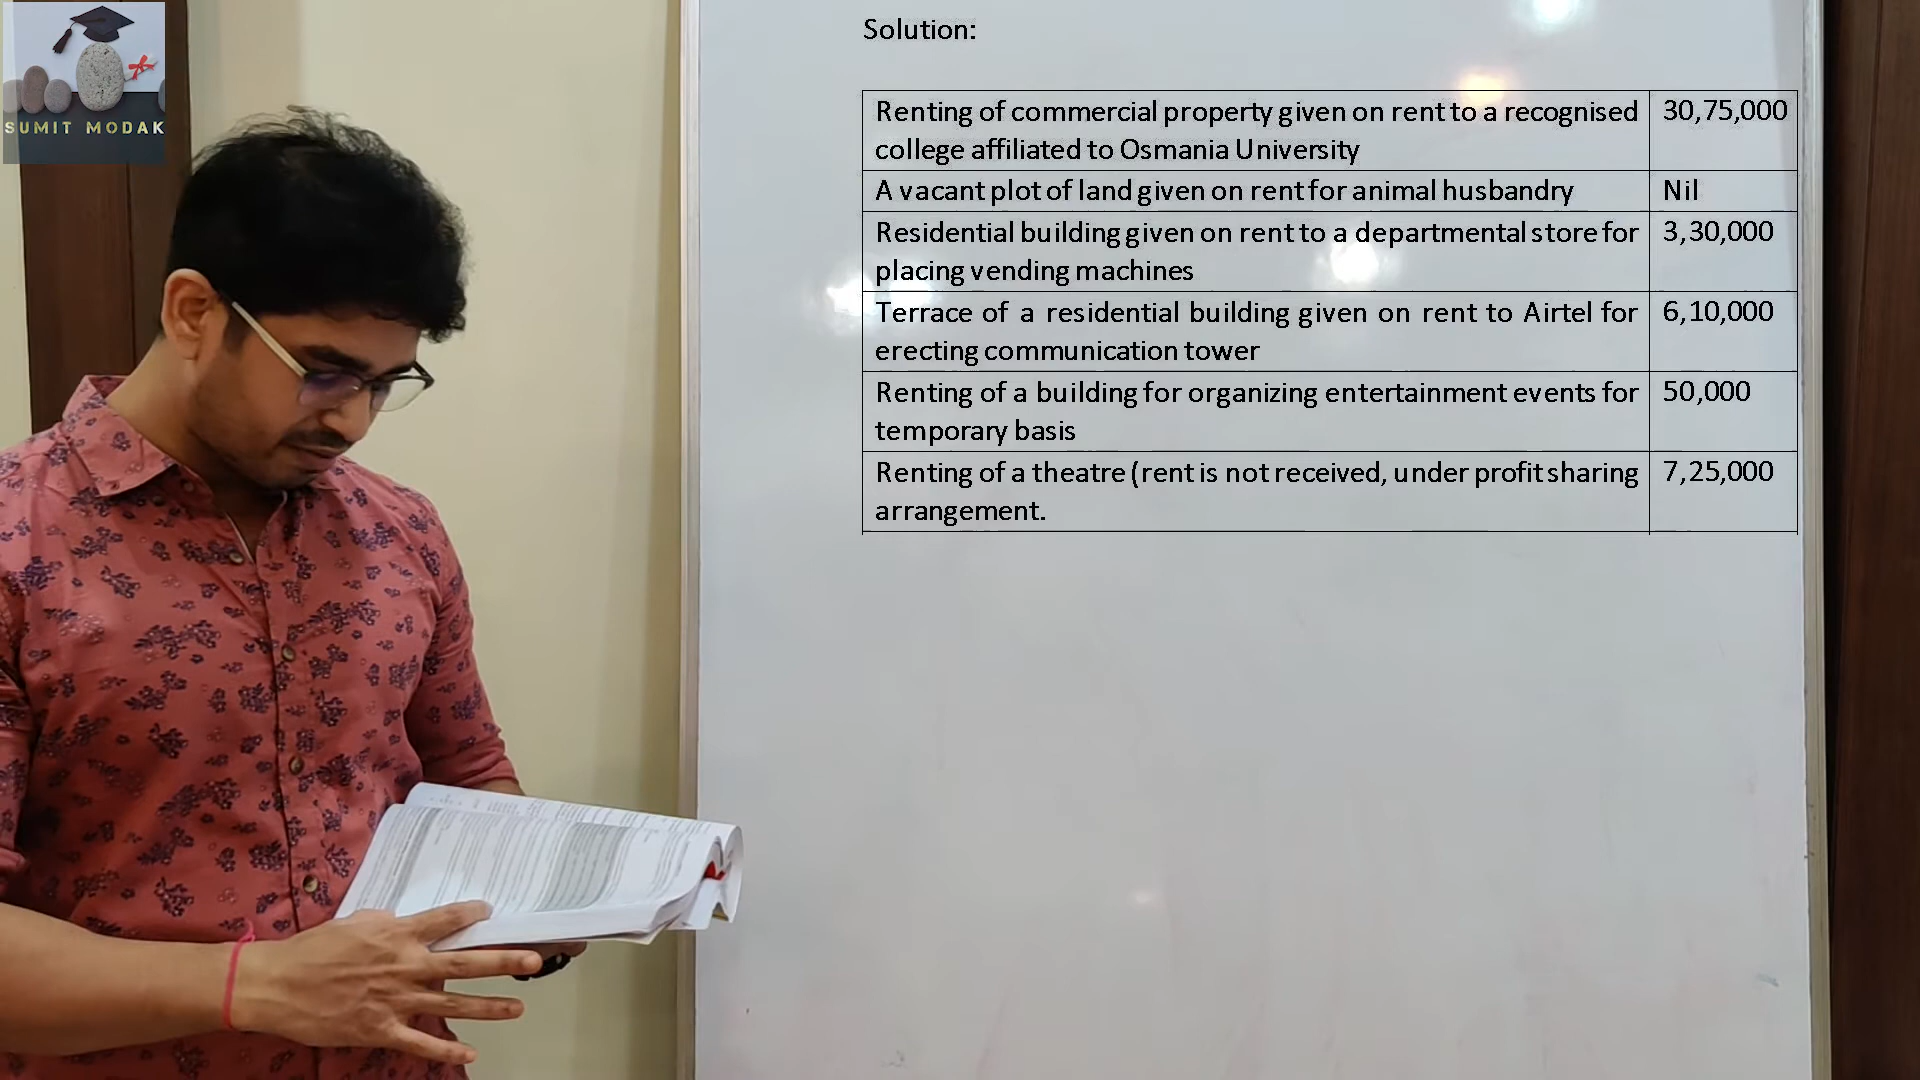 SUMIT MODAK
Solution:
Renting of commercial property given on rent to a recognised 30,75,000
college affiliated to Osmania University
A vacant plot of land given on rent for animal husbandry Nil
Residential building given on rent to a departmental store for 3,30,000
placing vending machines
Terrace of a residential building given on rent to Airtel for 6,10,000
erecting communication tower
Renting of a building for organizing entertainment events for 50,000
temporary basis
Renting of a theatre (rent is not received, under profit sharing 7,25,000
arrangement.